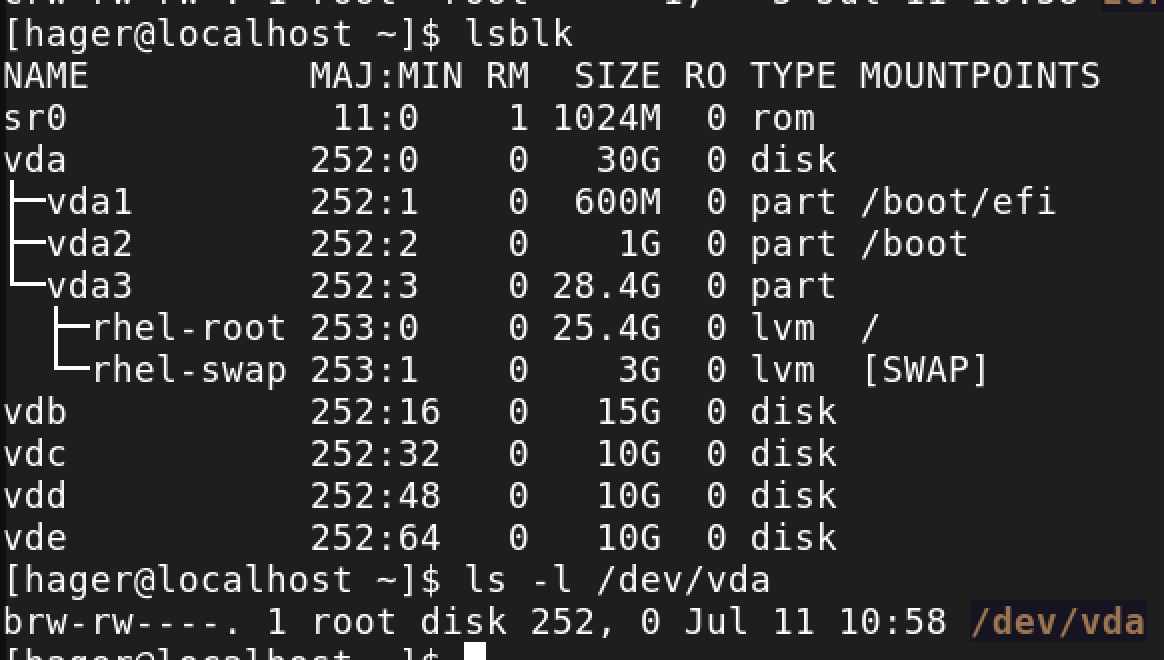 [hager@localhost ~]$ lsblk
NAME MAJ:MIN RM SIZE RO TYPE MOUNTPOINTS
sr0 11:0 1 1024M 0 rom
vda 252:0 0 30G 0 disk
├─vda1 252:1 0 600M 0 part /boot/efi
├─vda2 252:2 0 1G 0 part /boot
└─vda3 252:3 0 28.4G 0 part
├─rhel-root 253:0 0 25.4G 0 lvm /
└─rhel-swap 253:1 0 3G 0 lvm [SWAP]
vdb 252:16 0 15G 0 disk
vdc 252:32 0 10G 0 disk
vdd 252:48 0 10G 0 disk
vde 252:64 0 10G 0 disk
[hager@localhost ~]$ ls -l /dev/vda
brw-rw----. 1 root disk 252, 0 Jul 11 10:58 /dev/vda
[hager@localhost ~]$